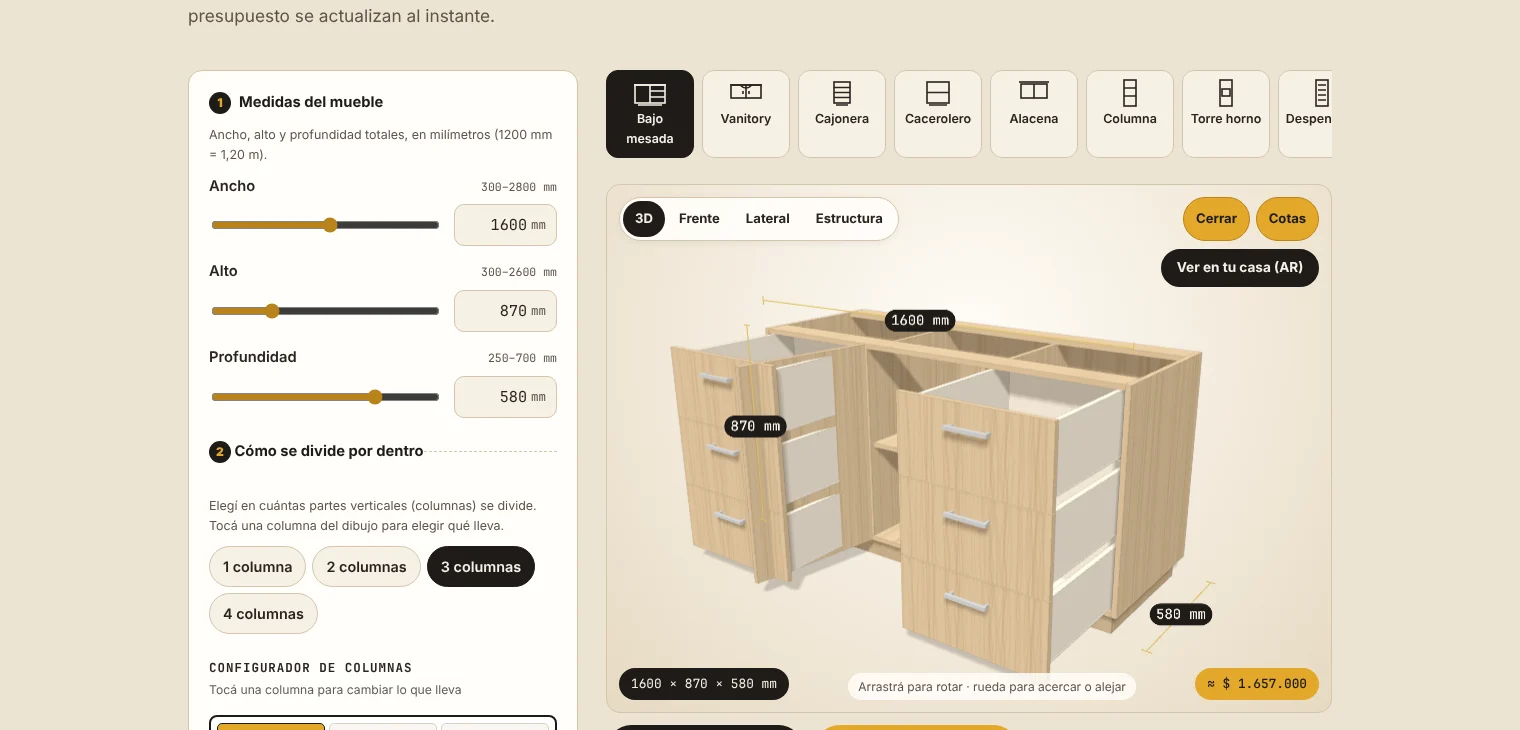 presupuesto se actualizan al instante.
1 Medidas del mueble
Ancho, alto y profundidad totales, en milímetros (1200 mm
= 1,20 m).
Ancho 300–2800 mm
1600 mm
Alto 300–2600 mm
870 mm
Profundidad 250–700 mm
580 mm
2 Cómo se divide por dentro
Elegí en cuántas partes verticales (columnas) se divide.
Tocá una columna del dibujo para elegir qué lleva.
1 columna 2 columnas 3 columnas
4 columnas
CONFIGURADOR DE COLUMNAS
Tocá una columna para cambiar lo que lleva
Bajo
mesada
Vanitory
Cajonera
Cacerolero
Alacena
Columna
Torre horno
Despen
3D Frente Lateral Estructura
Cerrar Cotas
Ver en tu casa (AR)
1600 mm
870 mm
580 mm
1600 × 870 × 580 mm
Arrastrá para rotar · rueda para acercar o alejar
≈ $ 1.657.000